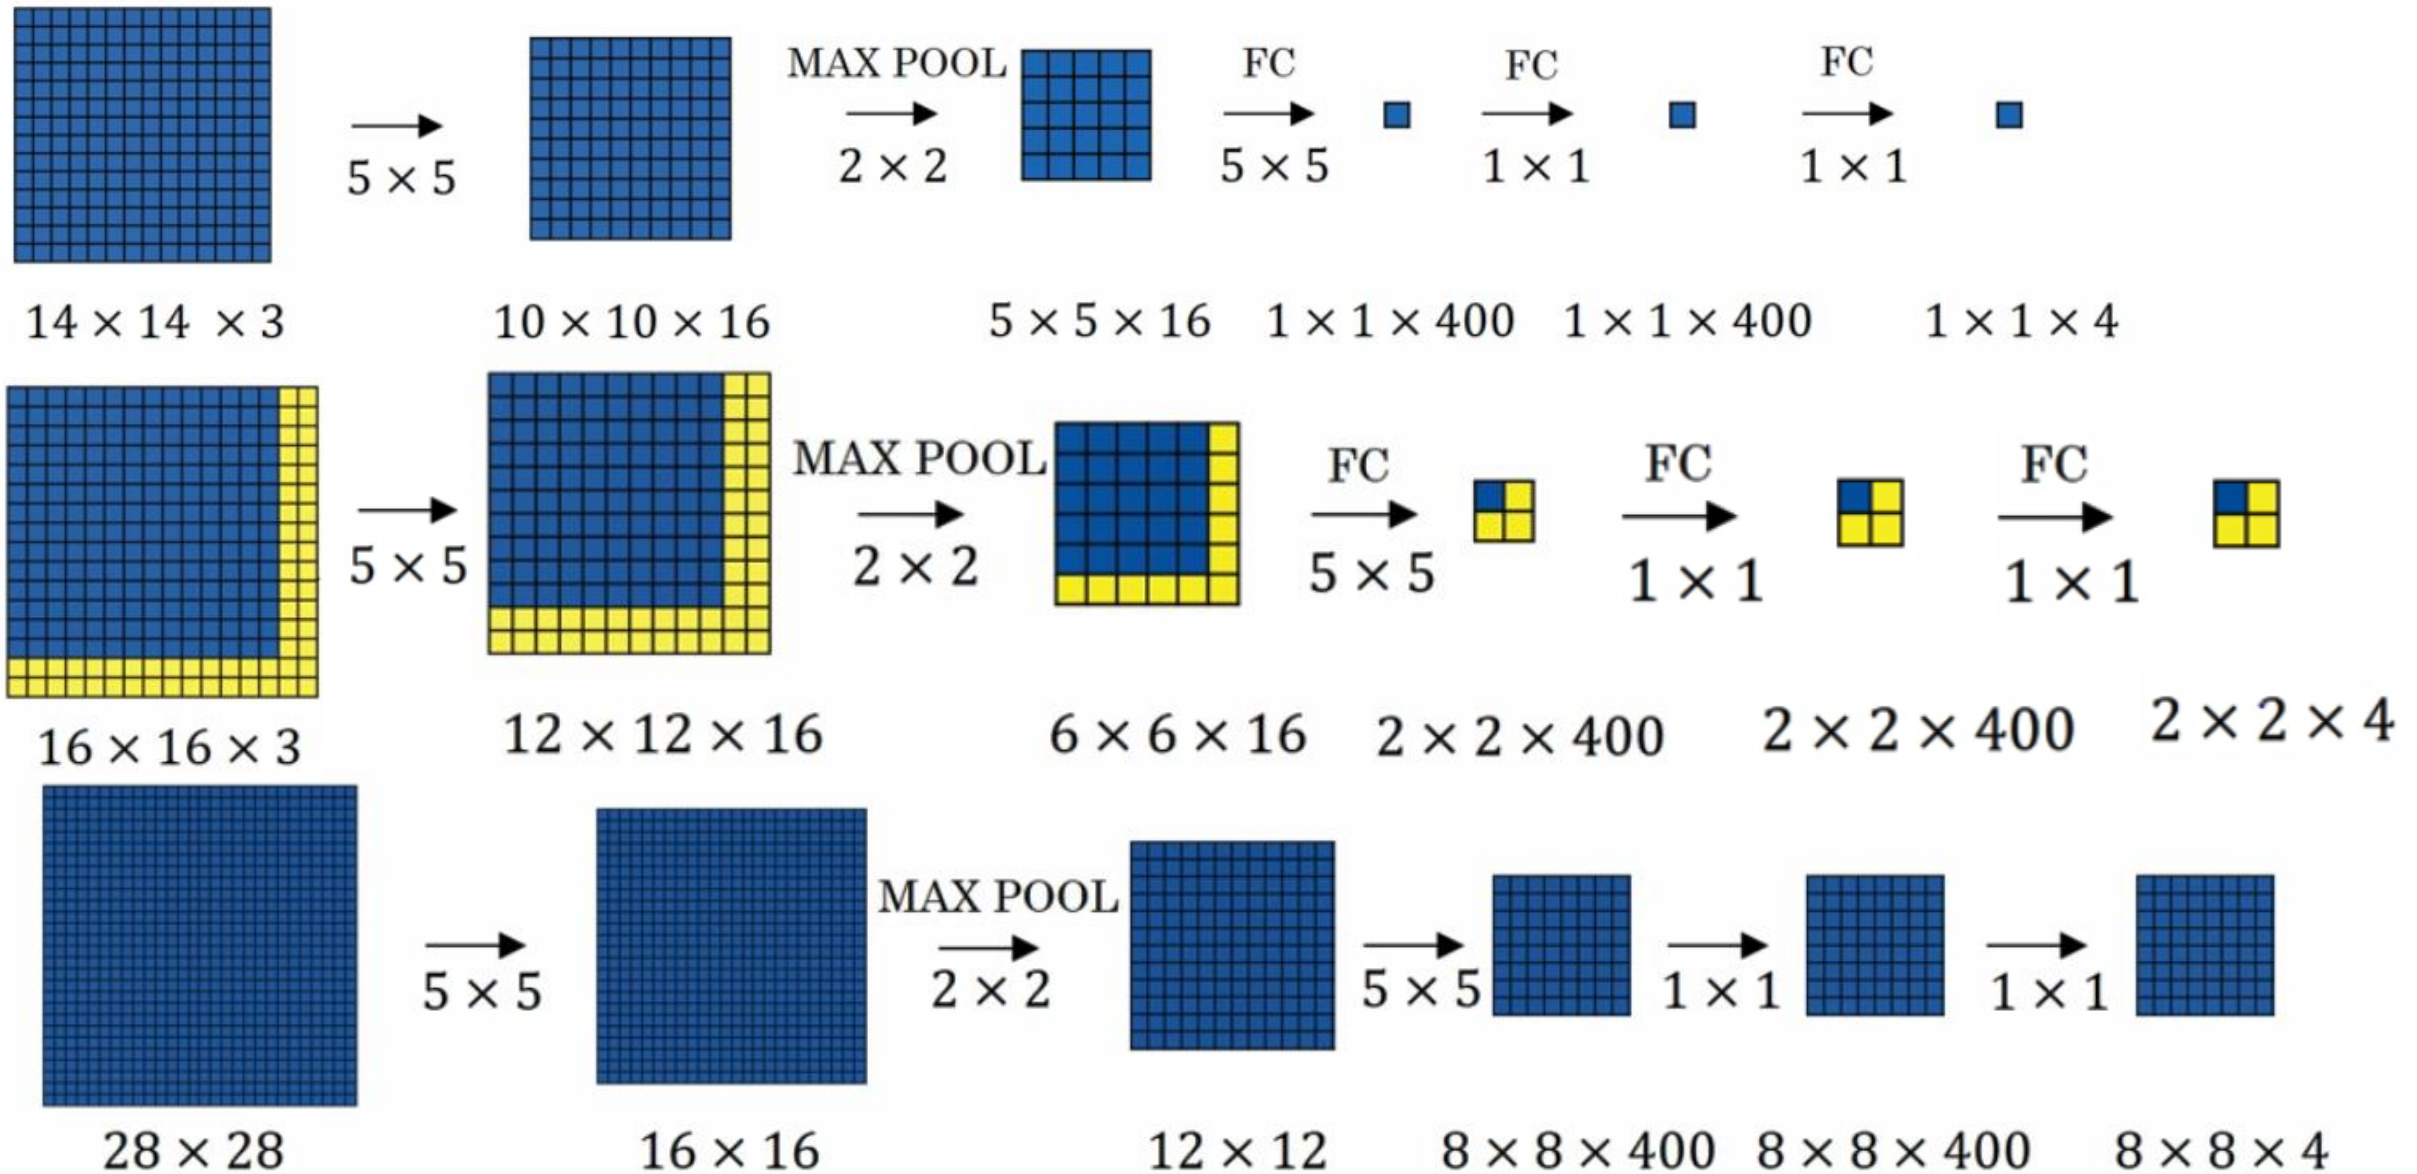 MAX POOL FC FC FC
5 × 5 2 × 2 5 × 5 1 × 1 1 × 1
14 × 14 × 3 10 × 10 × 16 5 × 5 × 16 1 × 1 × 400 1 × 1 × 400 1 × 1 × 4
MAX POOL FC FC FC
5 × 5 2 × 2 5 × 5 1 × 1 1 × 1
16 × 16 × 3 12 × 12 × 16 6 × 6 × 16 2 × 2 × 400 2 × 2 × 400 2 × 2 × 4
MAX POOL
5 × 5 2 × 2 5 × 5 1 × 1 1 × 1
28 × 28 16 × 16 12 × 12 8 × 8 × 400 8 × 8 × 400 8 × 8 × 4